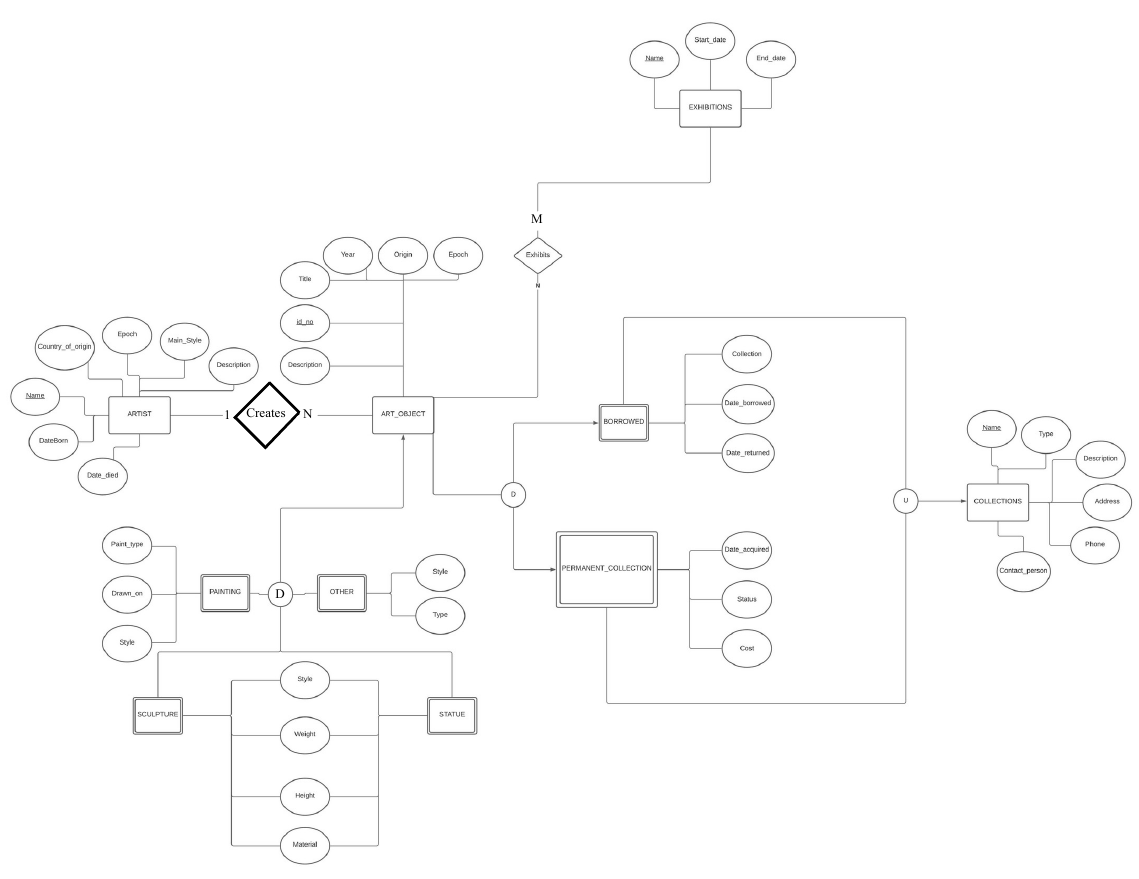 Start_date
Name
End_date
EXHIBITIONS
M
Exhibits
N
Year
Origin
Epoch
Title
id_no
Description
Country_of_origin
Epoch
Main_Style
Description
Name
DateBorn
Date_died
ARTIST
1
Creates
N
ART_OBJECT
Collection
Date_borrowed
Date_returned
BORROWED
D
U
Name
Type
Description
Address
Phone
Contact_person
COLLECTIONS
PERMANENT_COLLECTION
Date_acquired
Status
Cost
Paint_type
Drawn_on
Style
PAINTING
D
OTHER
Style
Type
SCULPTURE
STATUE
Style
Weight
Height
Material